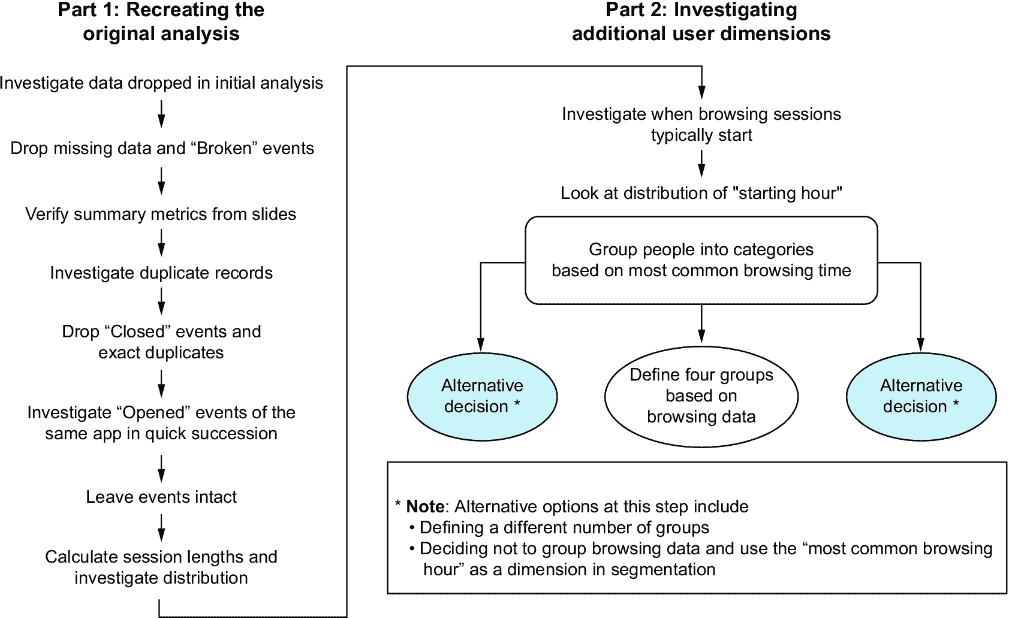 Part 1: Recreating the
original analysis
Investigate data dropped in initial analysis
Drop missing data and “Broken” events
Verify summary metrics from slides
Investigate duplicate records
Drop “Closed” events and
exact duplicates
Investigate “Opened” events of the
same app in quick succession
Leave events intact
Calculate session lengths and
investigate distribution
Part 2: Investigating
additional user dimensions
Investigate when browsing sessions
typically start
Look at distribution of "starting hour"
Group people into categories
based on most common browsing time
Alternative
decision *
Define four groups
based on
browsing data
Alternative
decision *
* Note: Alternative options at this step include
• Defining a different number of groups
• Deciding not to group browsing data and use the “most common browsing
hour” as a dimension in segmentation